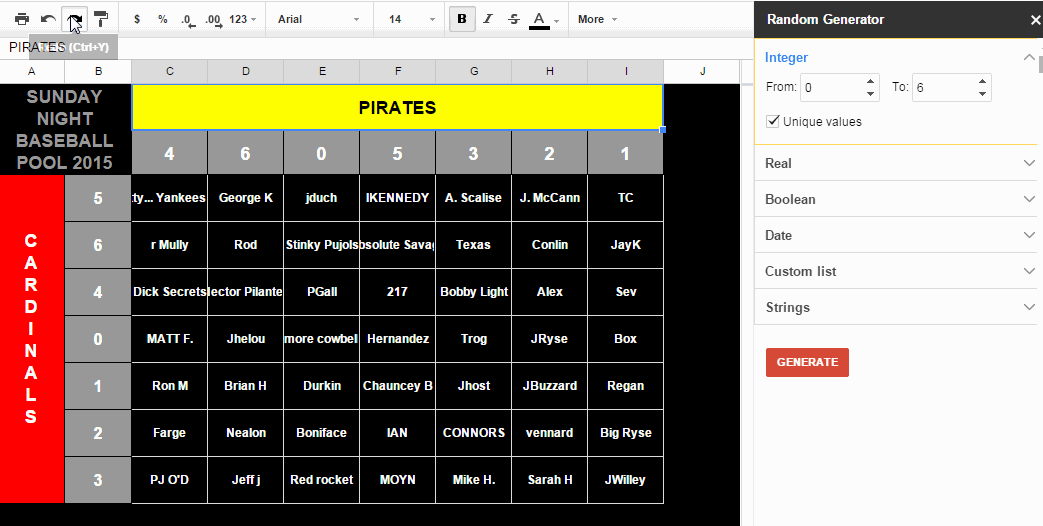 $ % .0 .00 123 Arial 14 B I S A More
Random Generator
PIRATES (Ctrl+Y)
A B C D E F G H I J
Integer
From: 0 To: 6
Unique values
Real
Boolean
Date
Custom list
Strings
GENERATE
SUNDAY
NIGHT
BASEBALL
POOL 2015
PIRATES
4 6 0 5 3 2 1
C
A
R
D
I
N
A
L
S
5 ty... Yankees George K jduch IKENNEDY A. Scalise J. McCann TC
6 r Mully Rod Stinky Pujols bsolute Savag Texas Conlin JayK
4 Dick Secrets lector Pilante PGall 217 Bobby Light Alex Sev
0 MATT F. Jhelou more cowbell Hernandez Trog JRyse Box
1 Ron M Brian H Durkin Chauncey B Jhost JBuzzard Regan
2 Farge Nealon Boniface IAN CONNORS vennard Big Ryse
3 PJ O'D Jeff j Red rocket MOYN Mike H. Sarah H JWilley